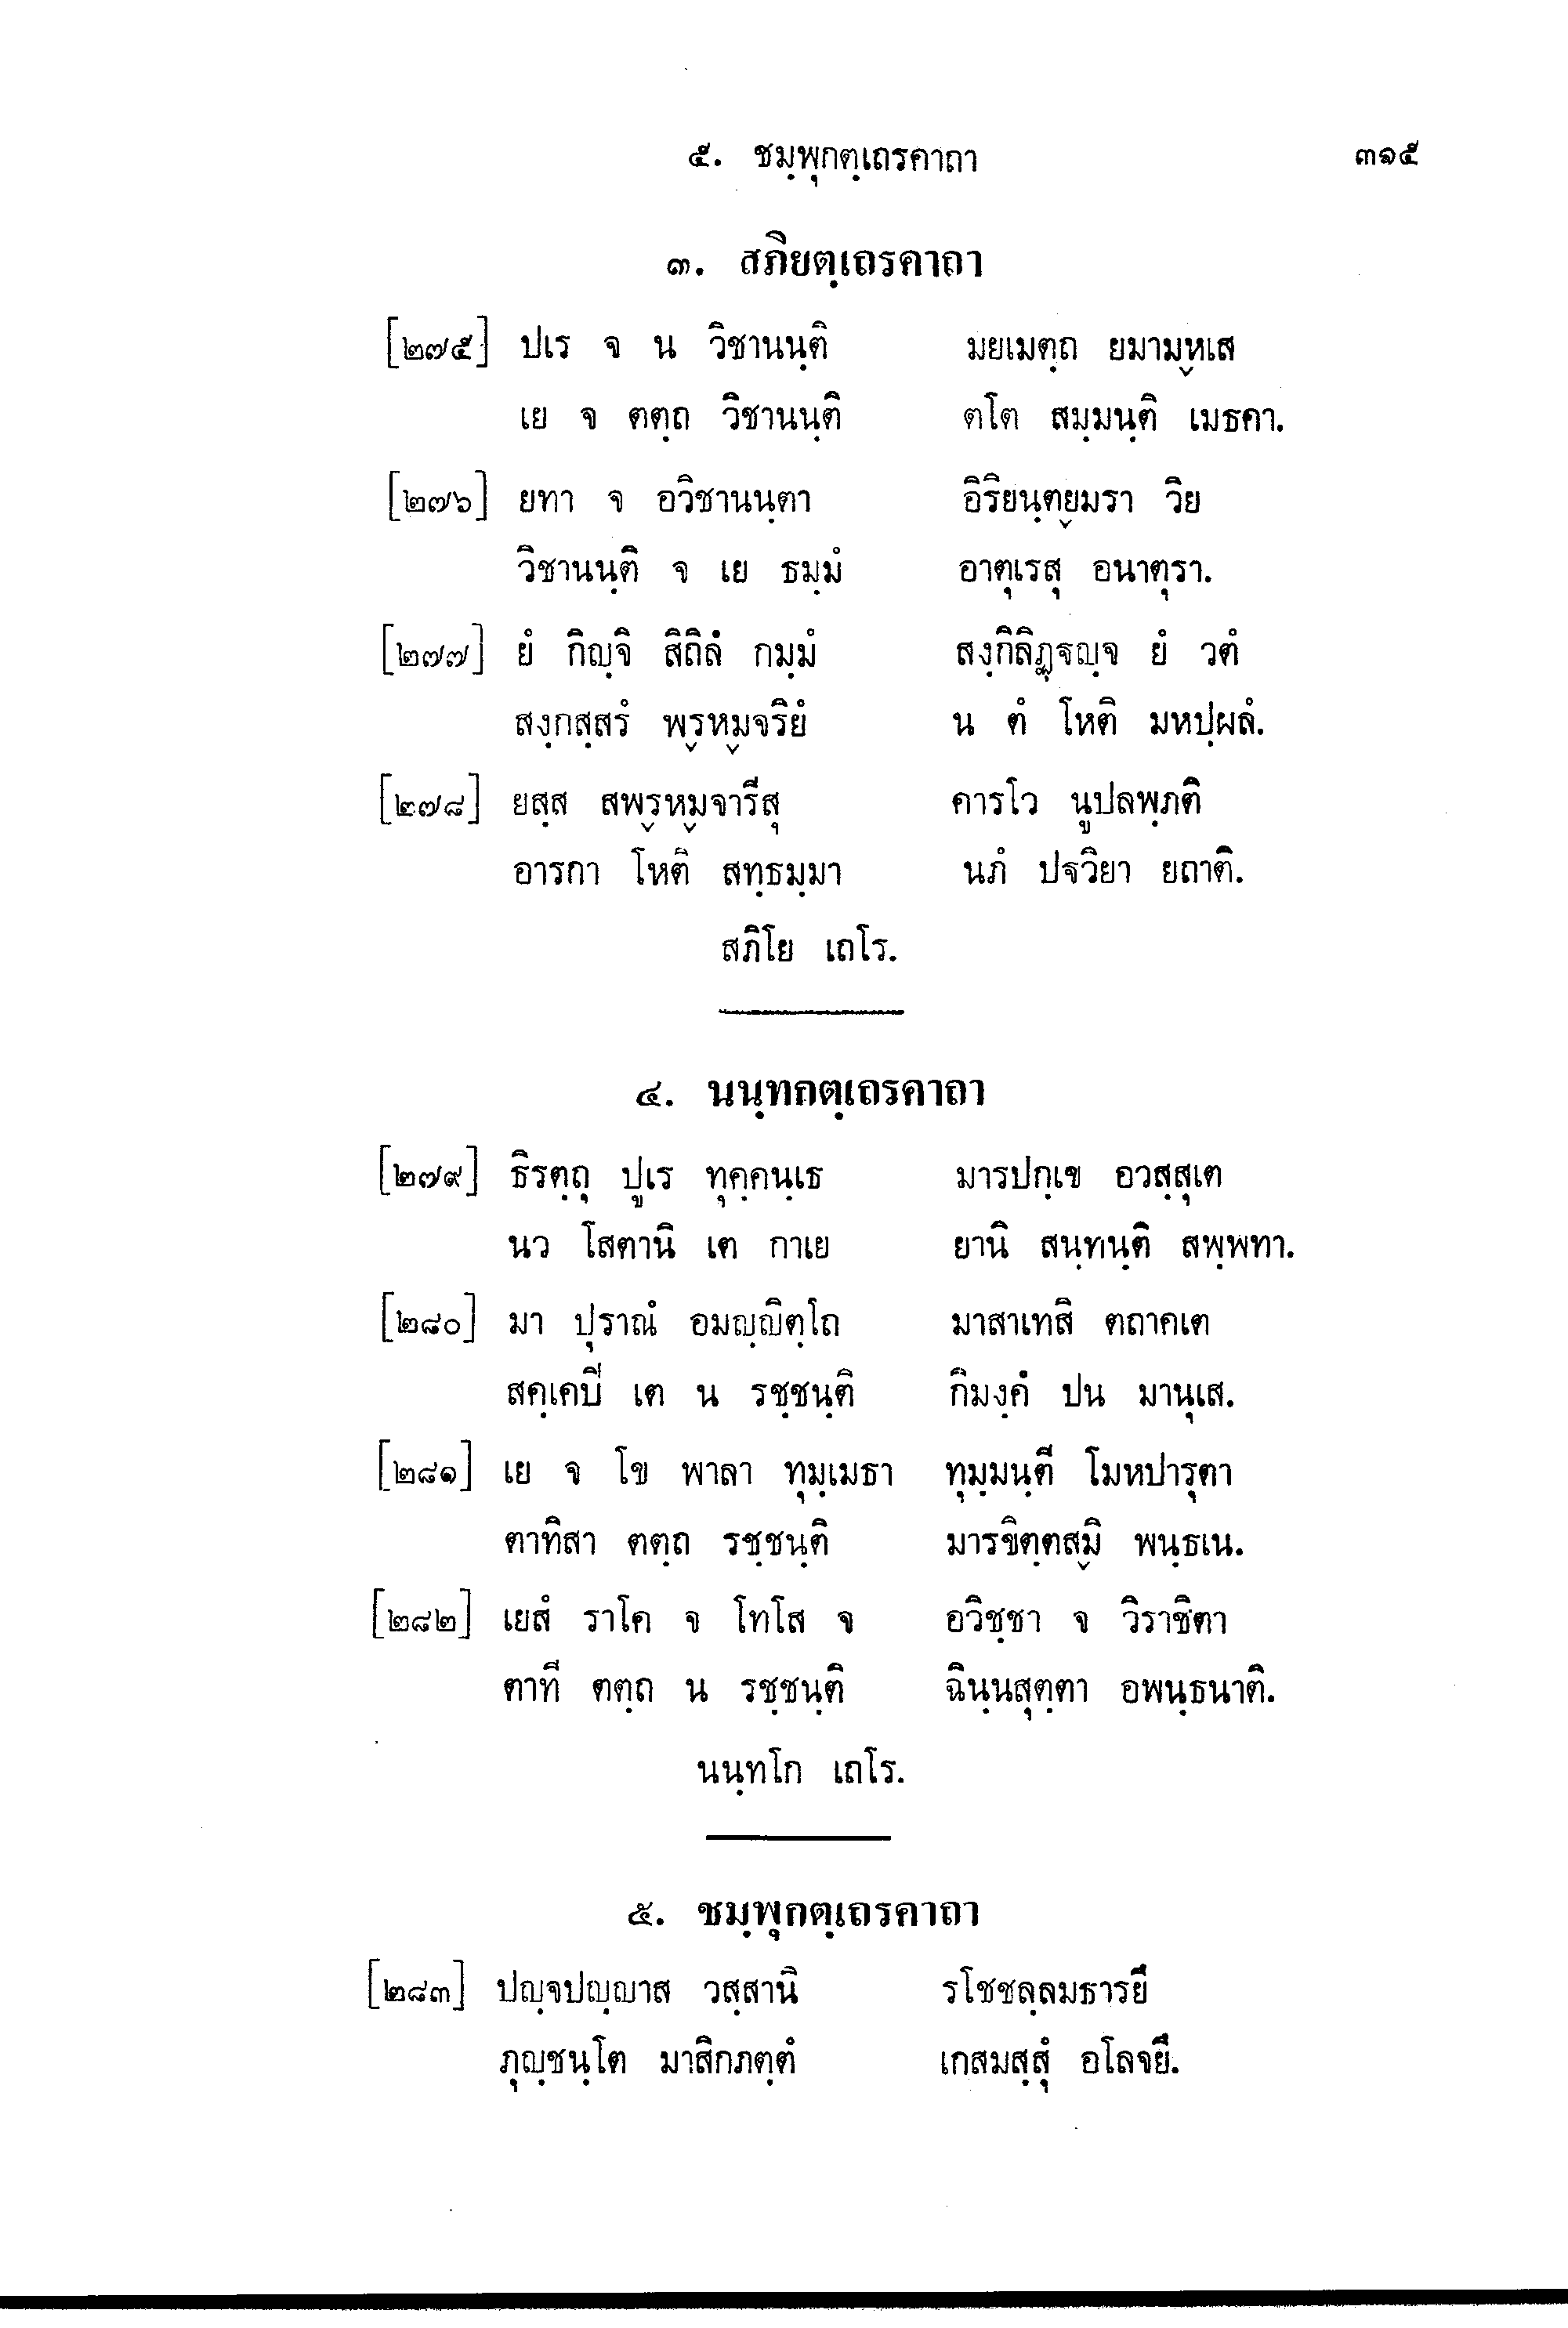 ๕. ชมฺพุกตฺเถรคาถา ๓๑๕
๓. สภิยตฺเถรคาถา
[๒๗๕] ปเร จ น วิชานนฺติ มยเมตฺถ ยมามฺหเส
เย จ ตตฺถ วิชานนฺติ ตโต สมฺมนฺติ เมธคา.
[๒๗๖] ยทา จ อวิชานนฺตา อิริยนฺตฺยมรา วิย
วิชานนฺติ จ เย ธมฺมํ อาตุเรสุ อนาตุรา.
[๒๗๗] ยํ กิญฺจิ สิถิลํ กมฺมํ สงฺกิลิฏฺฐญฺจ ยํ วตํ
สงฺกสฺสรํ พฺรหฺมจริยํ น ตํ โหติ มหปฺผลํ.
[๒๗๘] ยสฺส สพฺรหฺมจารีสุ คารโว นูปลพฺภติ
อารกา โหติ สทฺธมฺมา นภํ ปฐวิยา ยถาติ.
สภิโย เถโร.
๔. นนฺทกตฺเถรคาถา
[๒๗๙] ธิรตฺถุ ปูเร ทุคฺคนฺเธ มารปกฺเข อวสฺสุเต
นว โสตานิ เต กาเย ยานิ สนฺทนฺติ สพฺพทา.
[๒๘๐] มา ปุราณํ อมญฺญิตฺโถ มาสาเทสิ ตถาคเต
สคฺเคปิ เต น รชฺชนฺติ กิมงฺคํ ปน มานุเส.
[๒๘๑] เย จ โข พาลา ทุมฺเมธา ทุมฺมนฺตี โมหปารุตา
ตาทิสา ตตฺถ รชฺชนฺติ มารขิตฺตสฺมิ พนฺธเน.
[๒๘๒] เยสํ ราโค จ โทโส จ อวิชฺชา จ วิราชิตา
ตาที ตตฺถ น รชฺชนฺติ ฉินฺนสุตฺตา อพนฺธนาติ.
นนฺทโก เถโร.
๕. ชมฺพุกตฺเถรคาถา
[๒๘๓] ปญฺจปญฺญาส วสฺสานิ รโชชลฺลมธารยึ
ภุญฺชนฺโต มาสิกภตฺตํ เกสมสฺสุํ อโลจยึ.